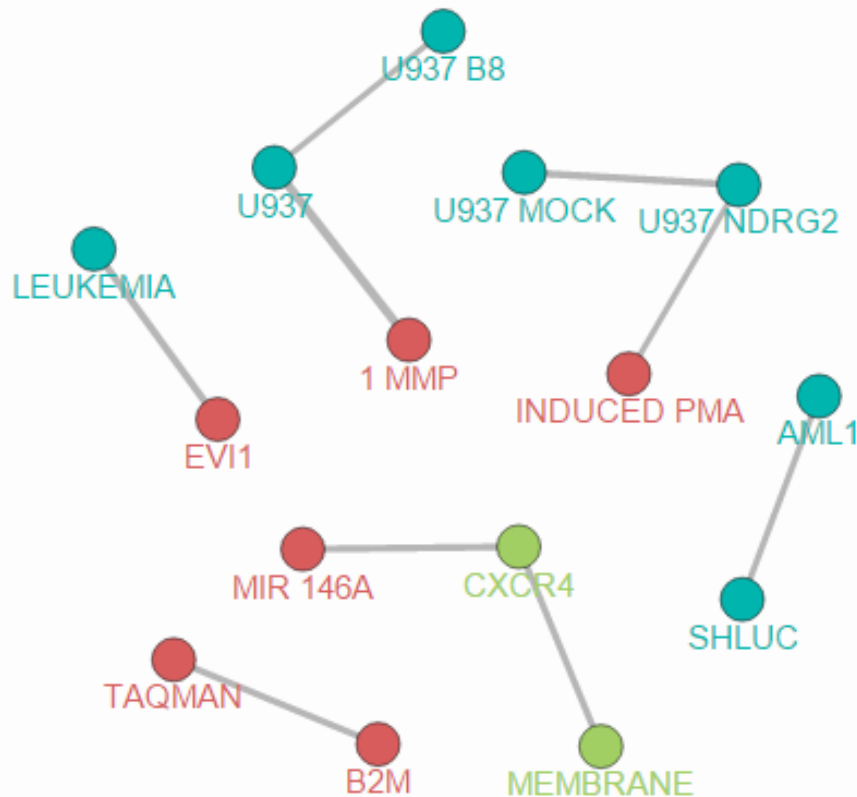 U937 B8
U937
U937 MOCK
U937 NDRG2
LEUKEMIA
1 MMP
INDUCED PMA
AML1
EVI1
MIR 146A
CXCR4
SHLUC
TAQMAN
B2M
MEMBRANE